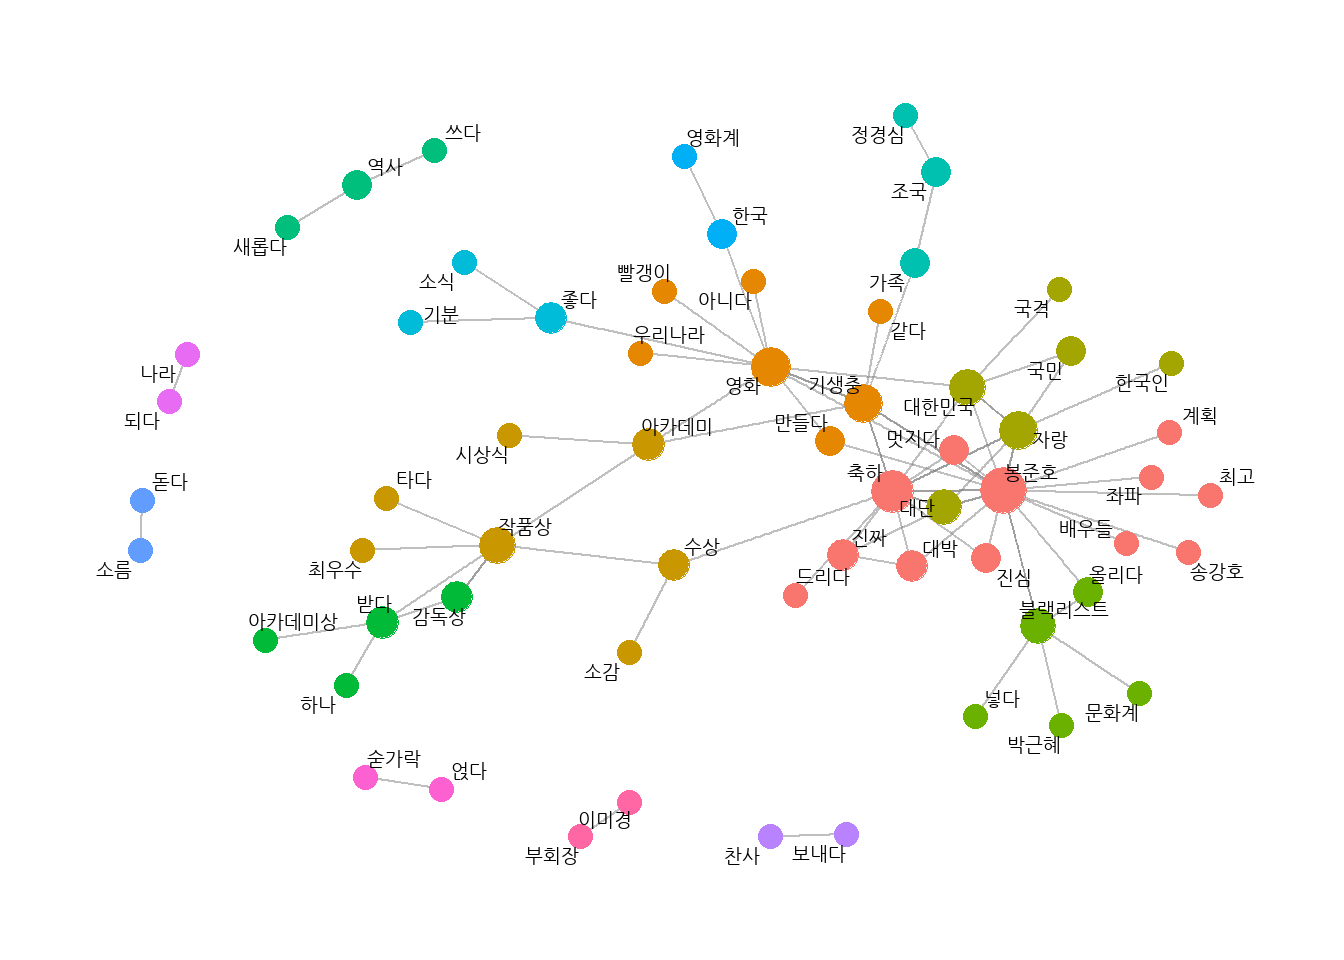 쓰다
정경심
영화계
역사
조국
한국
새롭다
소식
빨갱이
아니다
가족
좋다
기분
국격
우리나라
같다
나라
국민
한국인
영화
기생충
대한민국
되다
계획
만들다
아카데미
멋지다
자랑
시상식
봉준호
축하
최고
타다
돋다
좌파
대단
작품상
배우들
수상
진짜
대박
소름
최우수
드리다
진심
올리다
송강호
받다
블랙리스트
감독상
아카데미상
소감
넣다
하나
문화계
박근혜
숟가락
얹다
이미경
부회장
찬사
보내다